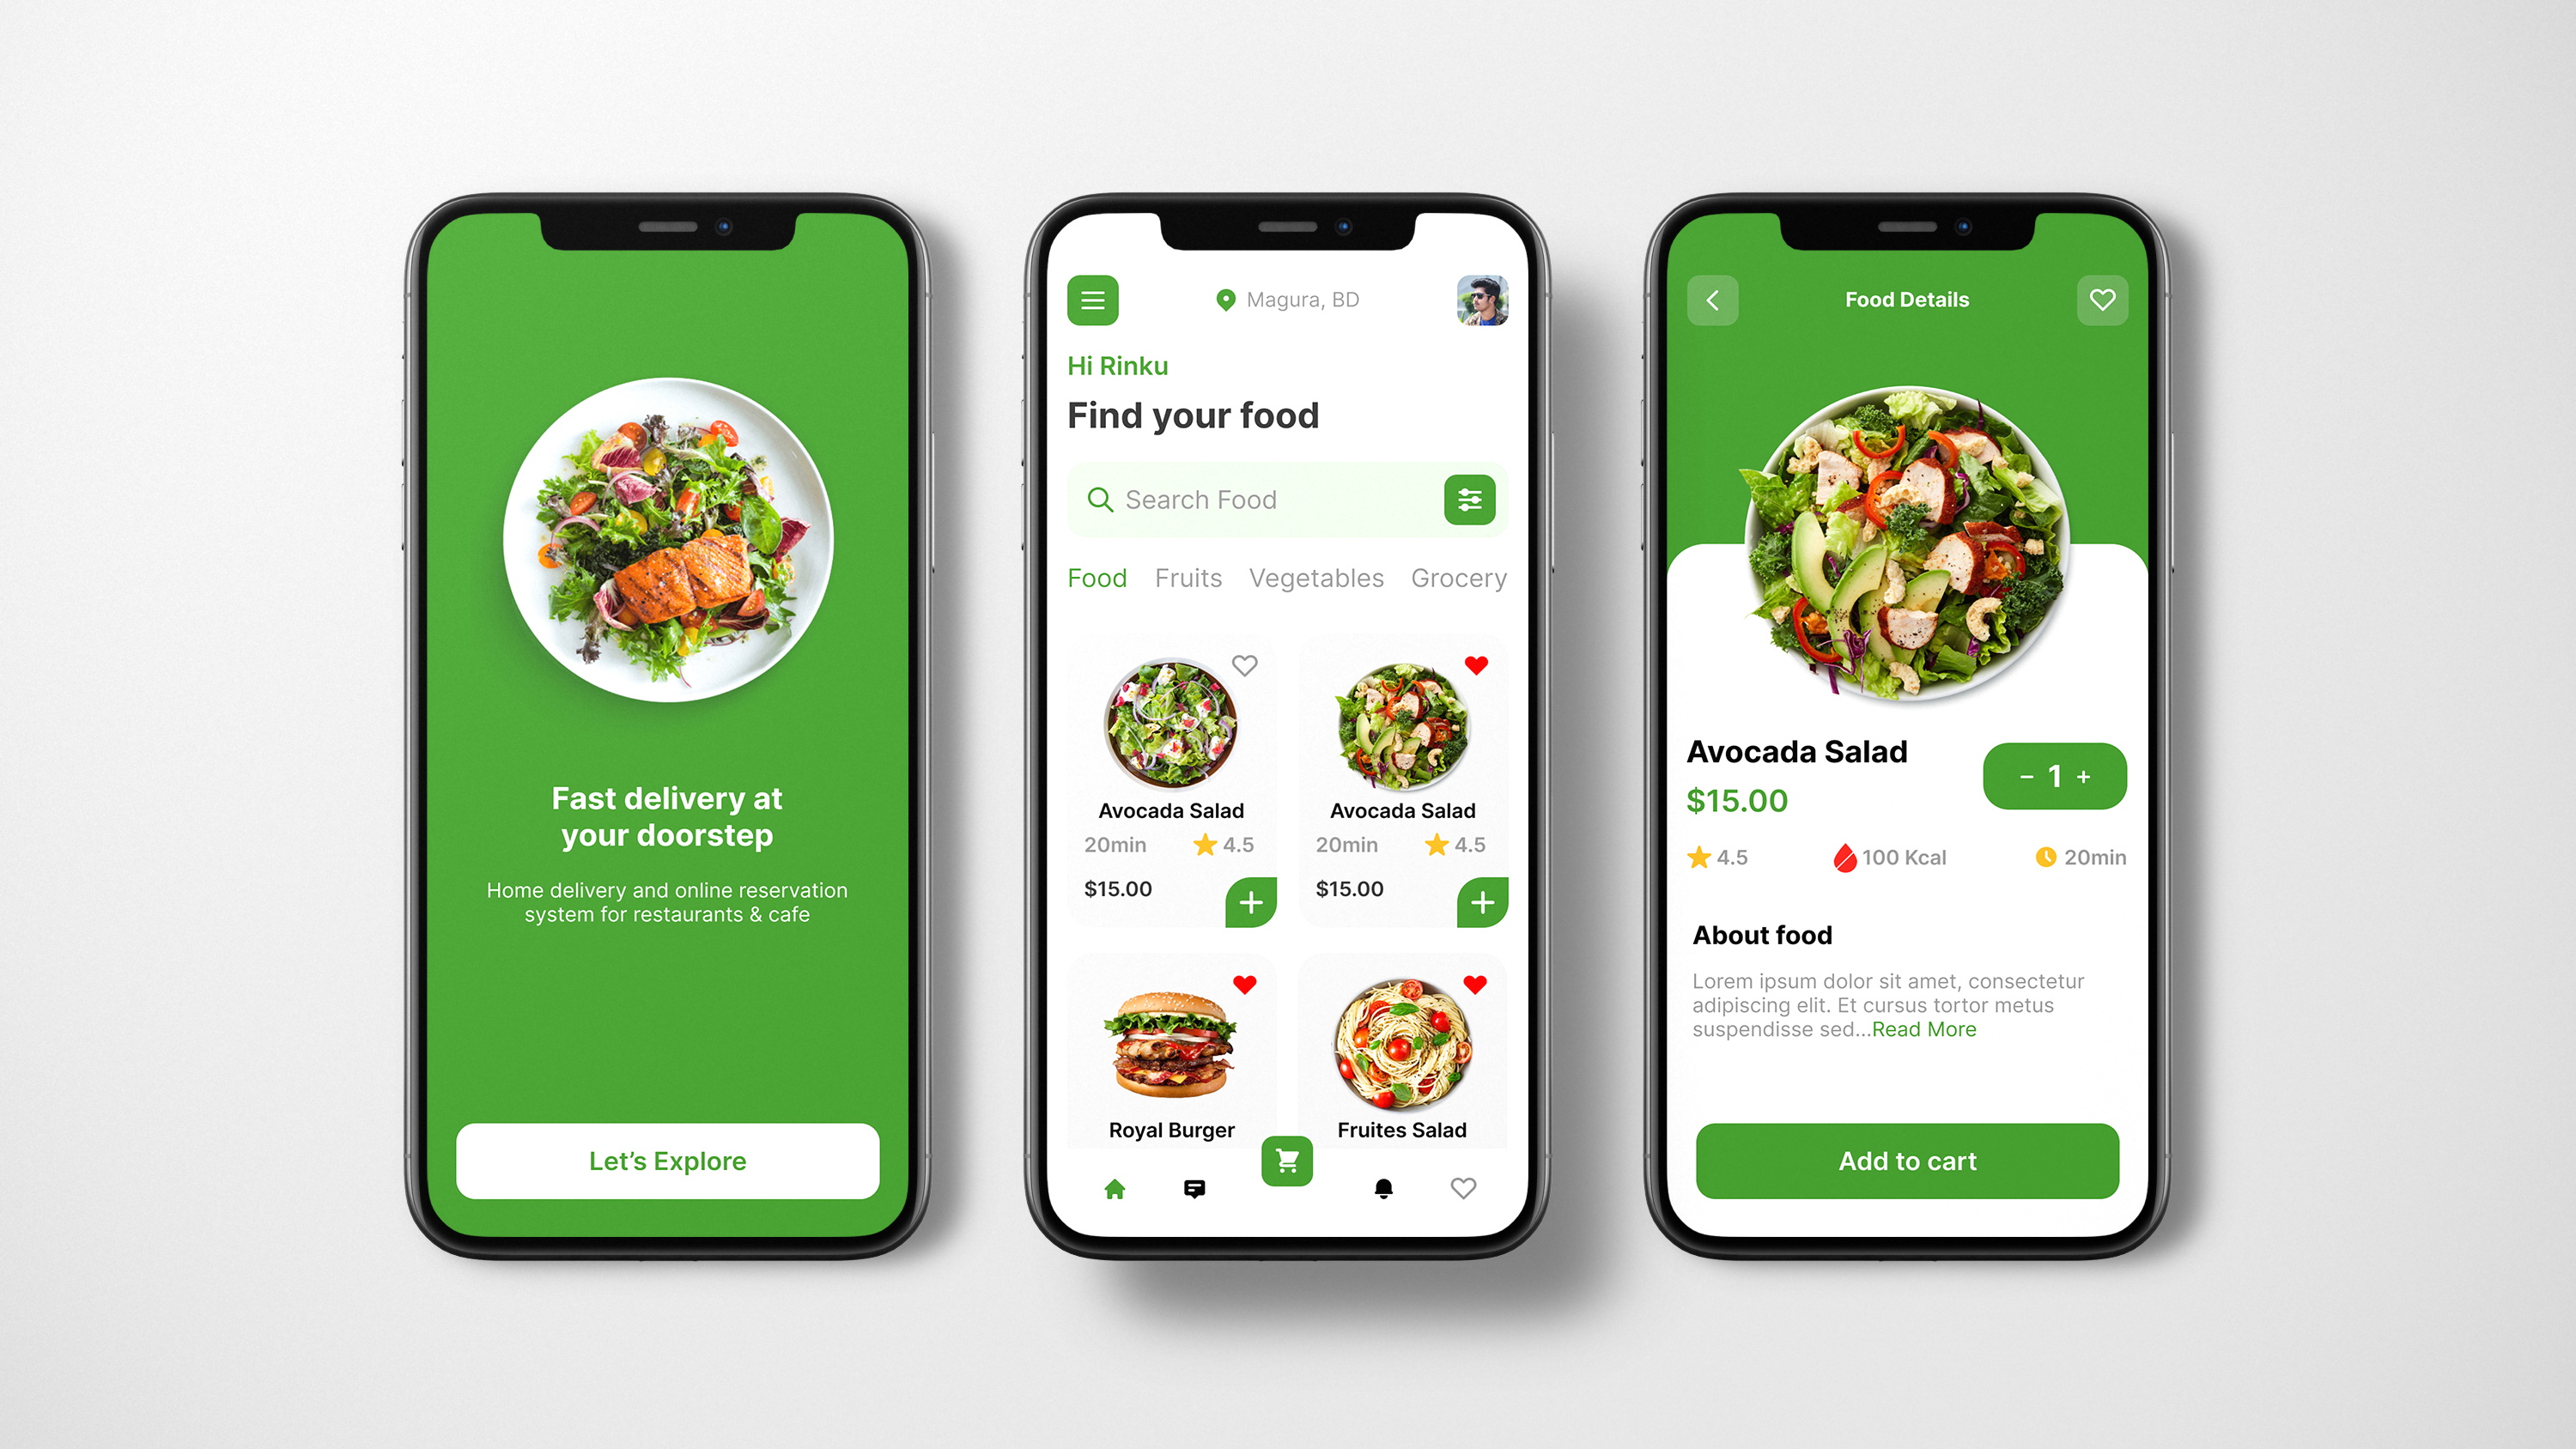 Fast delivery at
your doorstep
Home delivery and online reservation
system for restaurants & cafe
Let's Explore
Magura, BD
Hi Rinku
Find your food
Search Food
Food Fruits Vegetables Grocery
Avocada Salad
20min 4.5
$15.00
Avocada Salad
20min 4.5
$15.00
Royal Burger
Fruites Salad
Food Details
Avocada Salad
$15.00
− 1 +
4.5 100 Kcal 20min
About food
Lorem ipsum dolor sit amet, consectetur
adipiscing elit. Et cursus tortor metus
suspendisse sed...Read More
Add to cart